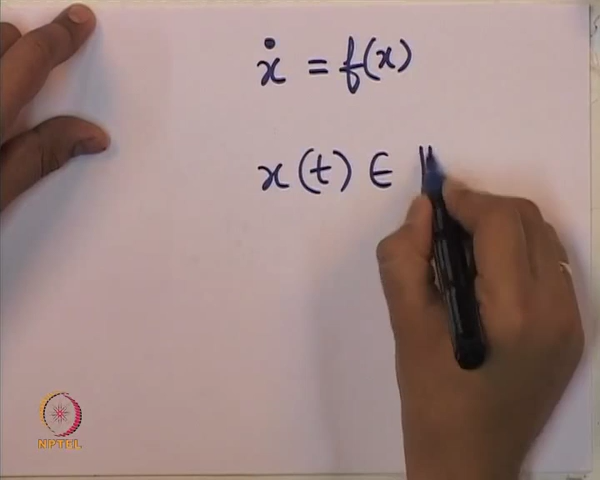 ẋ = f(x)
x(t) ∈
NPTEL